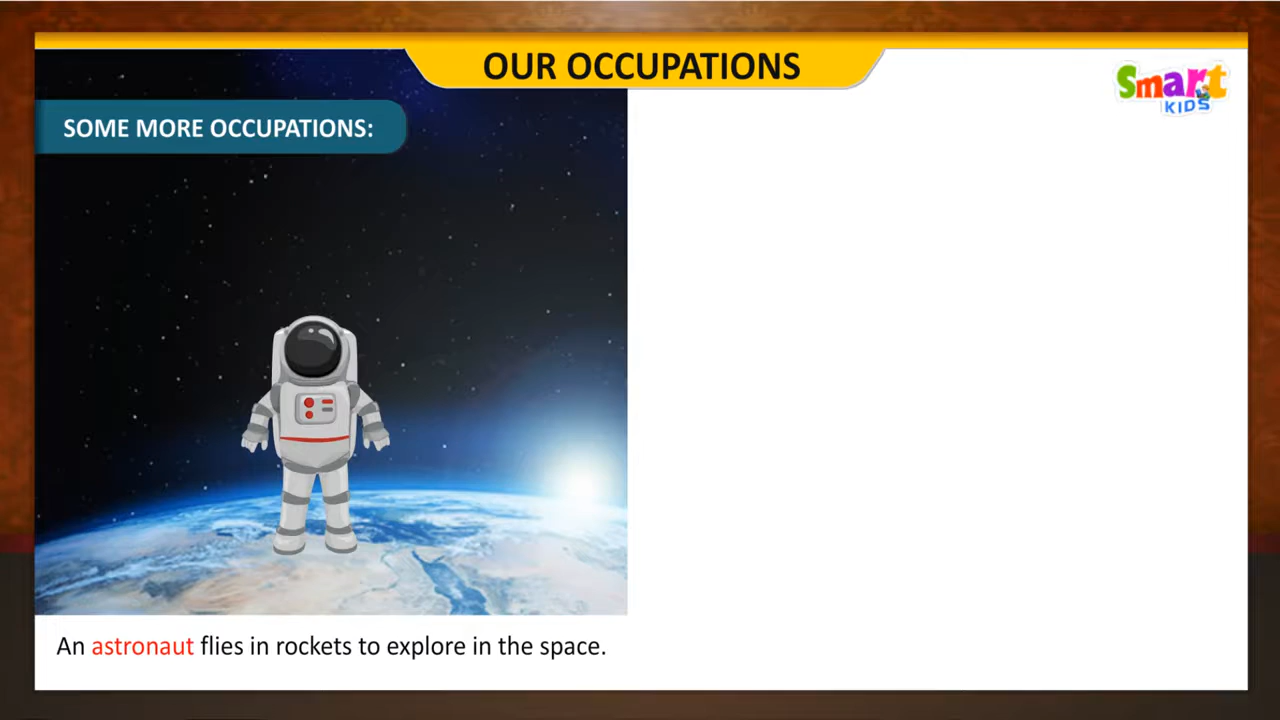 OUR OCCUPATIONS
Smart
KIDS
SOME MORE OCCUPATIONS:
An astronaut flies in rockets to explore in the space.